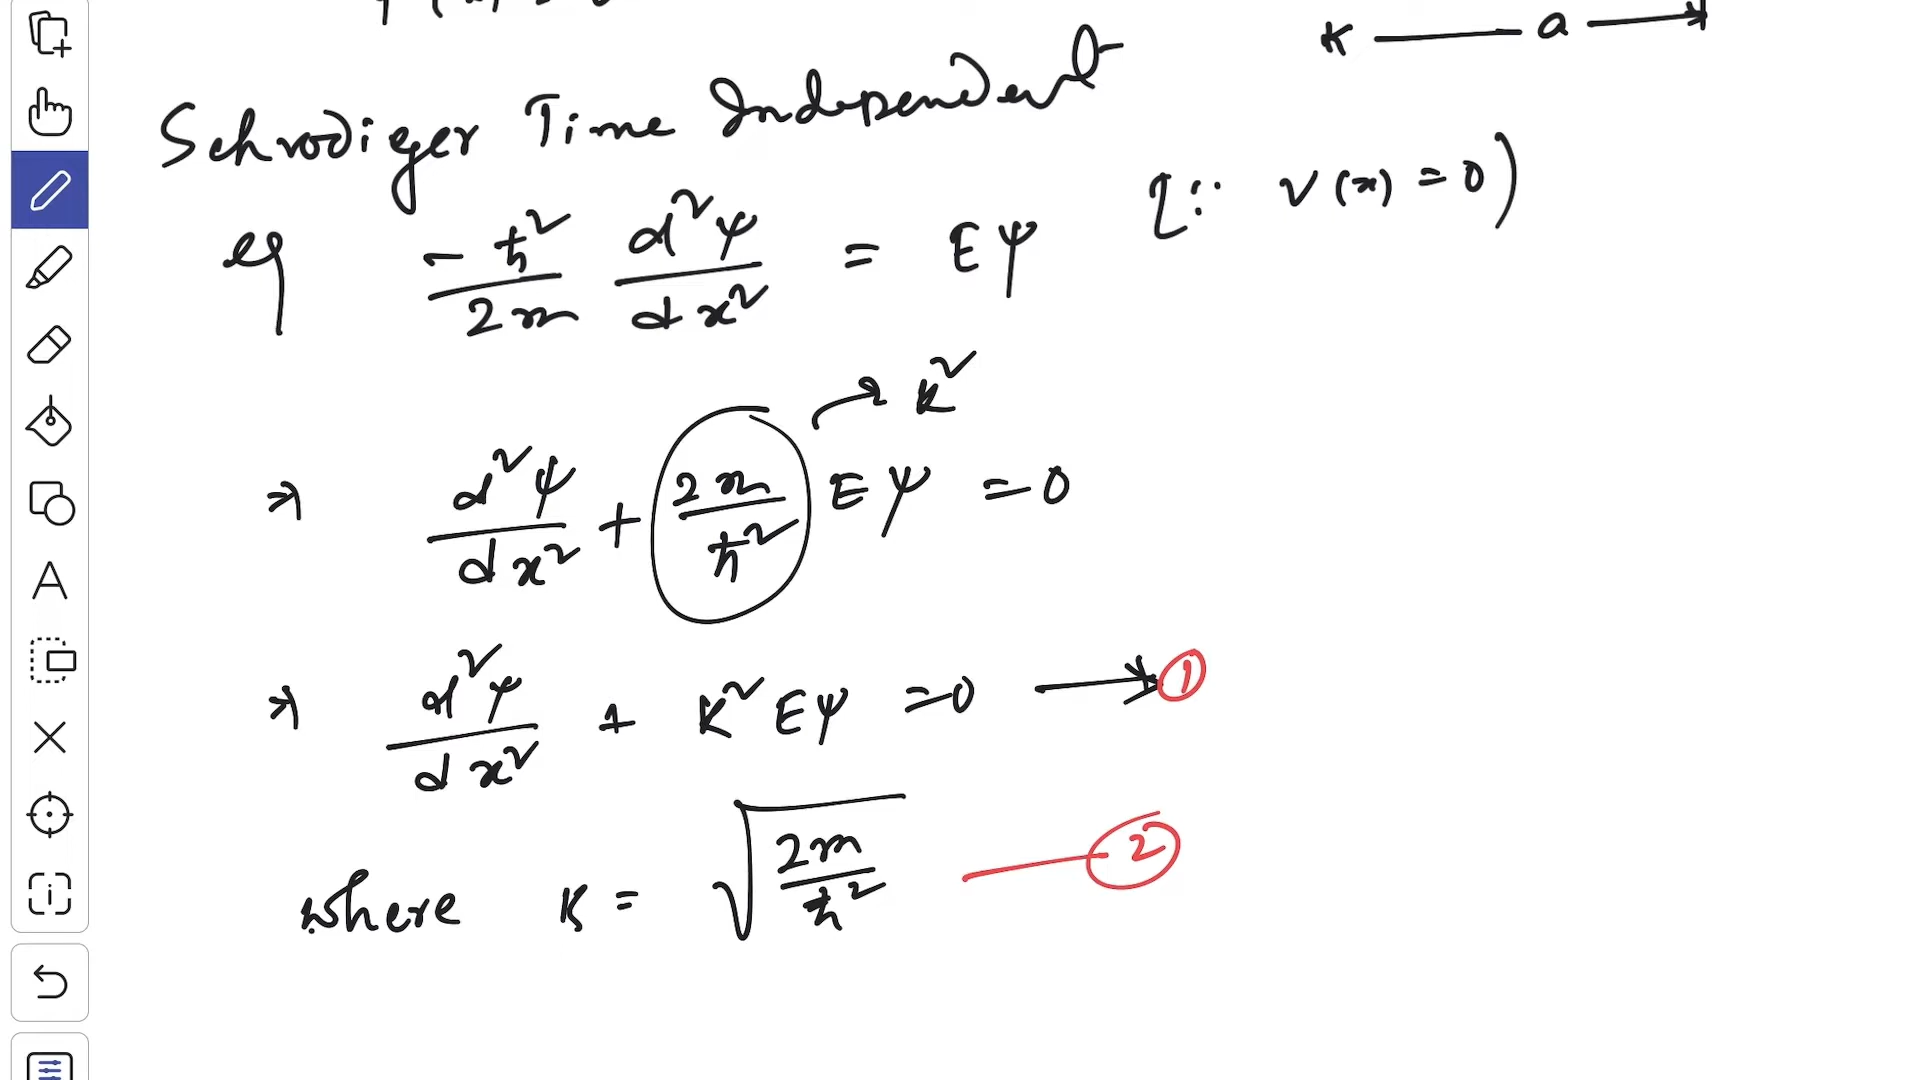 K — a →
Schrodiger Time Independent
eq -ħ²/2m d²ψ/dx² = Eψ [∵ V(x) = 0)
→ K²
⇒ d²ψ/dx² + 2m/ħ² Eψ = 0
⇒ d²ψ/dx² + K² Eψ = 0 → ①
where K = √(2m/ħ²) — ②